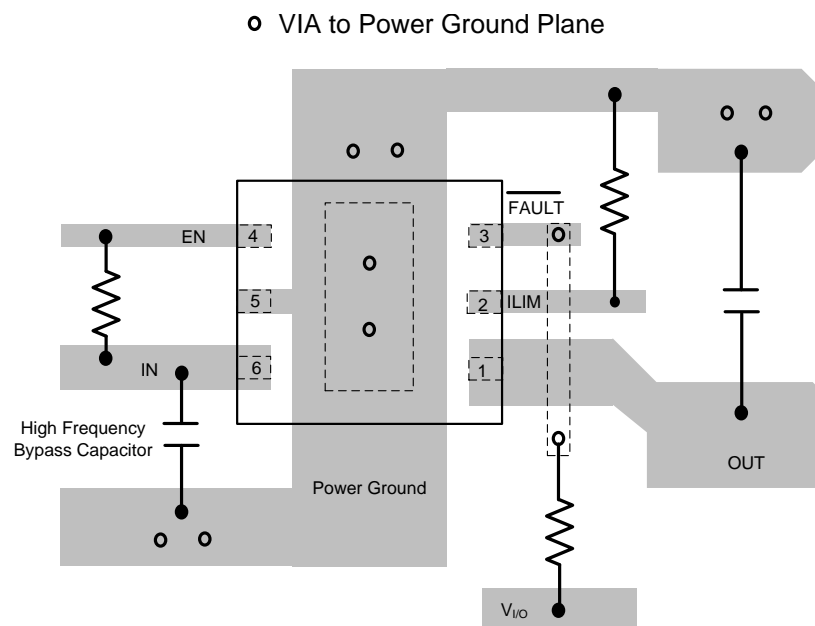 VIA to Power Ground Plane
FAULT
EN 4 3
5 2 ILIM
IN 6 1
High Frequency
Bypass Capacitor
OUT
Power Ground
VI/O